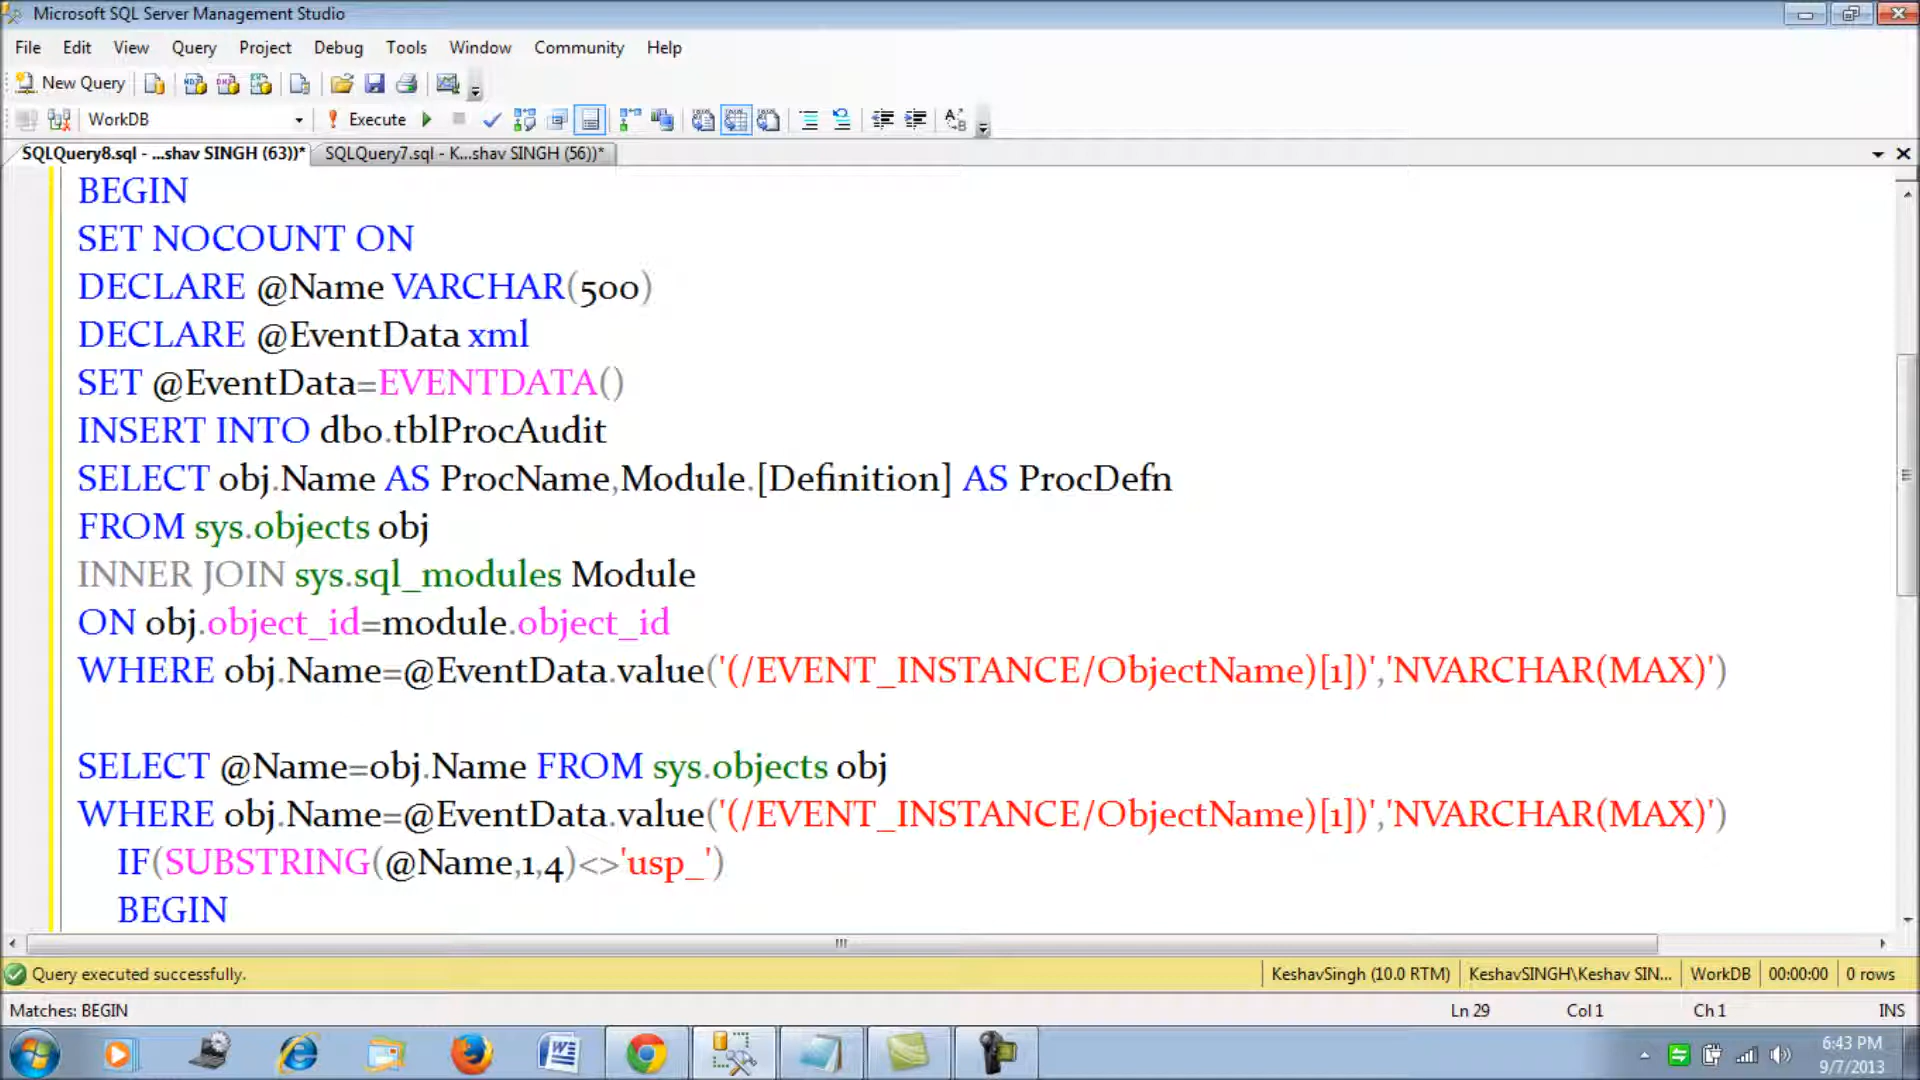 Microsoft SQL Server Management Studio
File Edit View Query Project Debug Tools Window Community Help
New Query
WorkDB Execute
SQLQuery8.sql - ...shav SINGH (63))* SQLQuery7.sql - K...shav SINGH (56))*
BEGIN
SET NOCOUNT ON
DECLARE @Name VARCHAR(500)
DECLARE @EventData xml
SET @EventData=EVENTDATA()
INSERT INTO dbo.tblProcAudit
SELECT obj.Name AS ProcName,Module.[Definition] AS ProcDefn
FROM sys.objects obj
INNER JOIN sys.sql_modules Module
ON obj.object_id=module.object_id
WHERE obj.Name=@EventData.value('(/EVENT_INSTANCE/ObjectName)[1])','NVARCHAR(MAX)')
SELECT @Name=obj.Name FROM sys.objects obj
WHERE obj.Name=@EventData.value('(/EVENT_INSTANCE/ObjectName)[1])','NVARCHAR(MAX)')
IF(SUBSTRING(@Name,1,4)<>'usp_')
BEGIN
Query executed successfully. KeshavSingh (10.0 RTM) KeshavSINGH\Keshav SIN... WorkDB 00:00:00 0 rows
Matches: BEGIN Ln 29 Col 1 Ch 1 INS
6:43 PM
9/7/2013